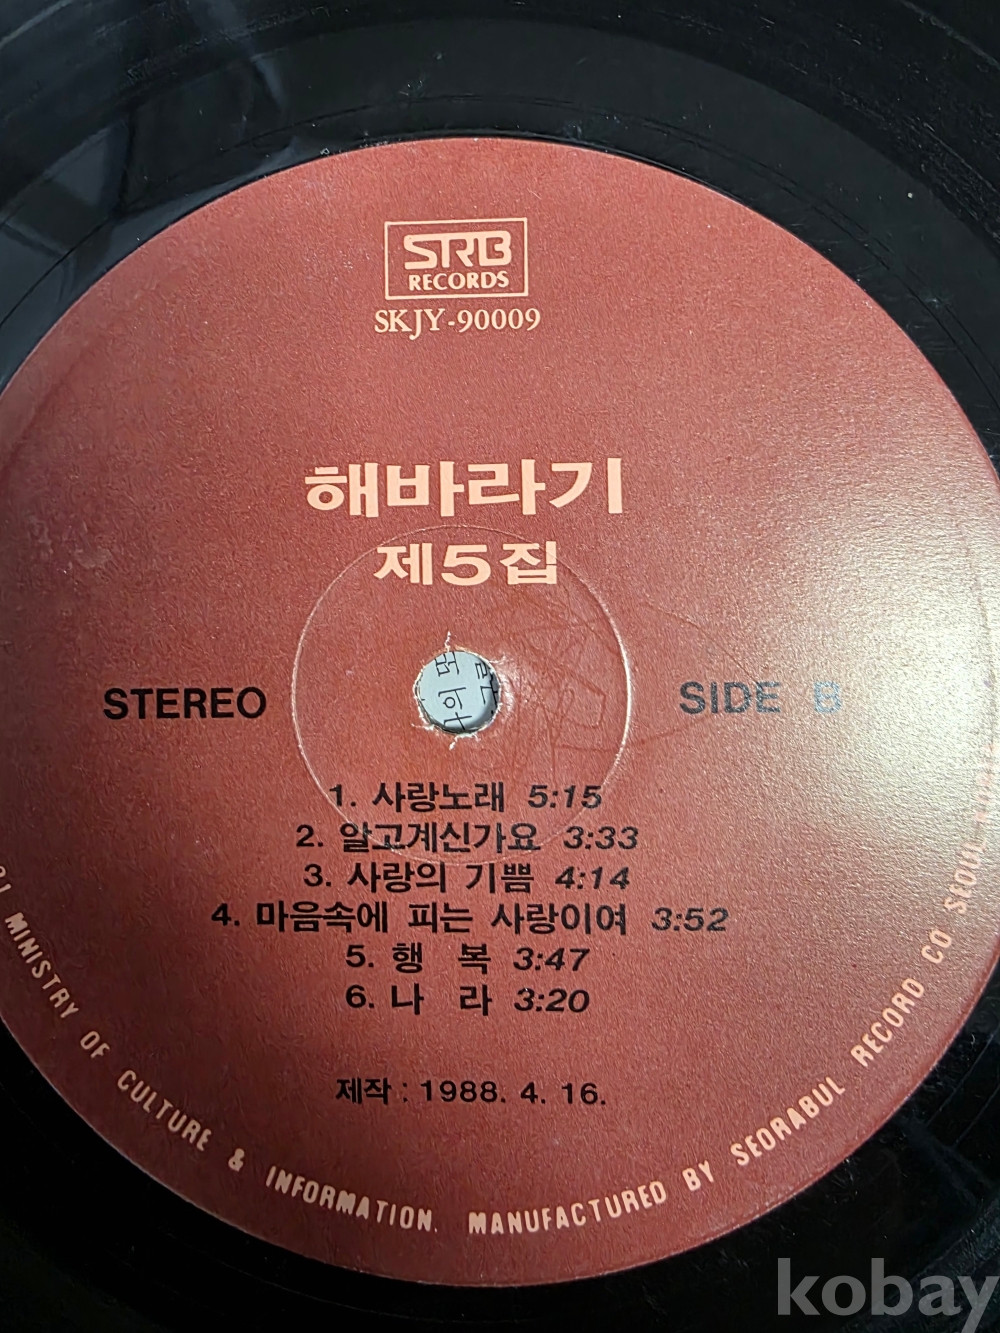 STRB
RECORDS
SKJY-90009
해바라기
제5집
STEREO
SIDE B
1. 사랑노래 5:15
2. 알고계신가요 3:33
3. 사랑의 기쁨 4:14
4. 마음속에 피는 사랑이여 3:52
5. 행 복 3:47
6. 나 라 3:20
제작 : 1988. 4. 16.
MINISTRY OF CULTURE & INFORMATION. MANUFACTURED BY SEORABUL RECORD CO SEOUL
kobay